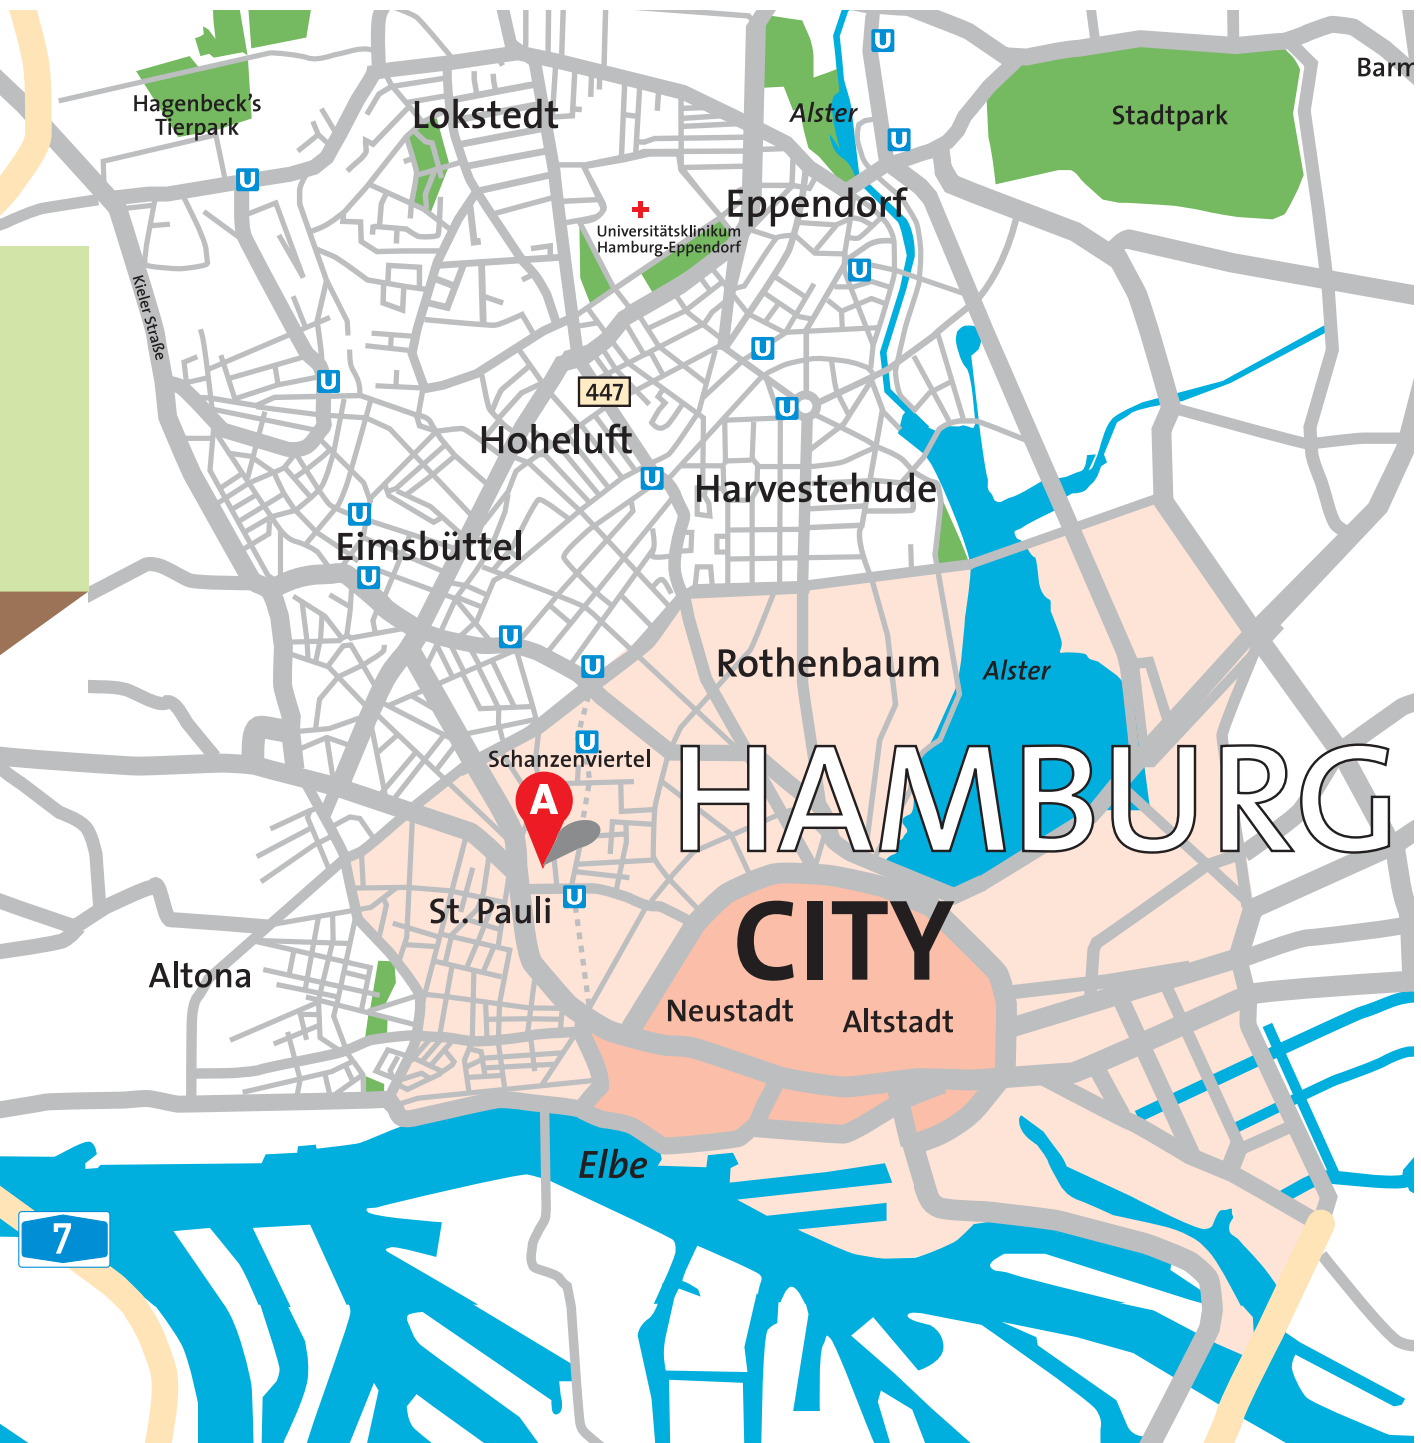 U
Barm
Hagenbeck's
Tierpark
Lokstedt
Alster
Stadtpark
U
U
Eppendorf
Universitätsklinikum
Hamburg-Eppendorf
U
Kieler Straße
U
U
447
U
Hoheluft
U
Harvestehude
U
Eimsbüttel
U
U
U
Rothenbaum
Alster
U
Schanzenviertel
HAMBURG
A
U
St. Pauli
CITY
Altona
Neustadt
Altstadt
Elbe
7